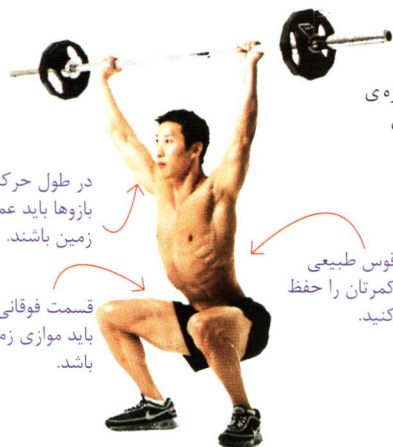 ه‌ی
در طول حرک
بازوها باید عم
زمین باشند.
قوس طبیعی
کمرتان را حفظ
کنید.
قسمت فوقانی
باید موازی زم
باشد.